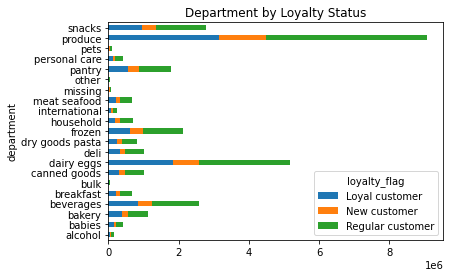 Department by Loyalty Status
snacks
produce
pets
personal care
pantry
other
missing
meat seafood
international
household
frozen
dry goods pasta
deli
dairy eggs
canned goods
bulk
breakfast
beverages
bakery
babies
alcohol
department
loyalty_flag
Loyal customer
New customer
Regular customer
0 2 4 6 8
1e6